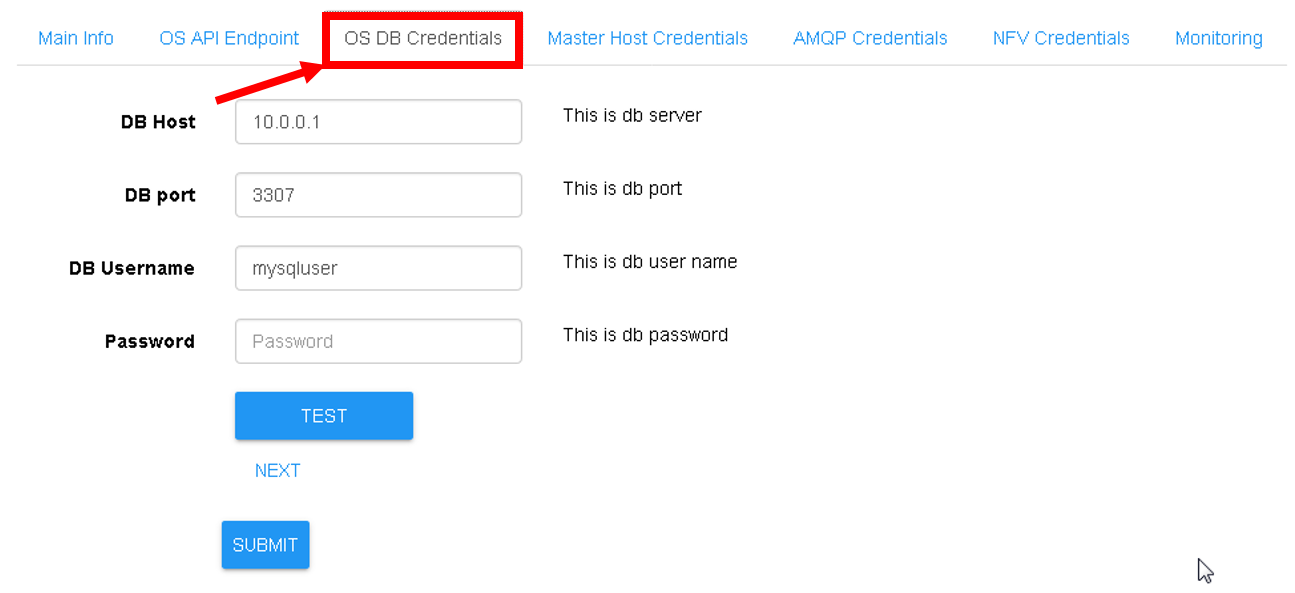 Main Info OS API Endpoint OS DB Credentials Master Host Credentials AMQP Credentials NFV Credentials Monitoring
DB Host 10.0.0.1 This is db server
DB port 3307 This is db port
DB Username mysqluser This is db user name
Password Password This is db password
TEST
NEXT
SUBMIT